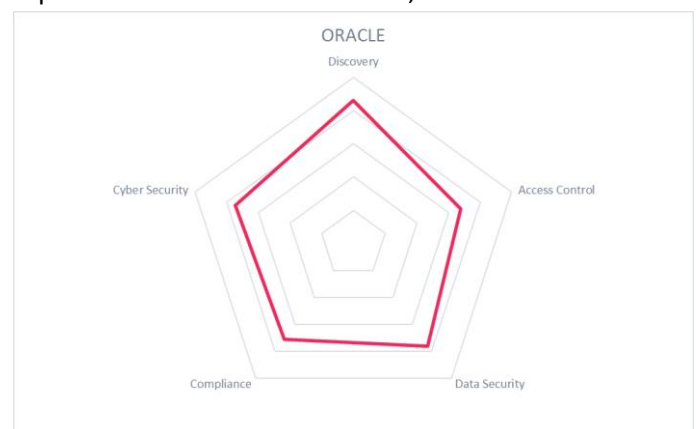 ORACLE
Discovery
Cyber Security
Access Control
Compliance
Data Security